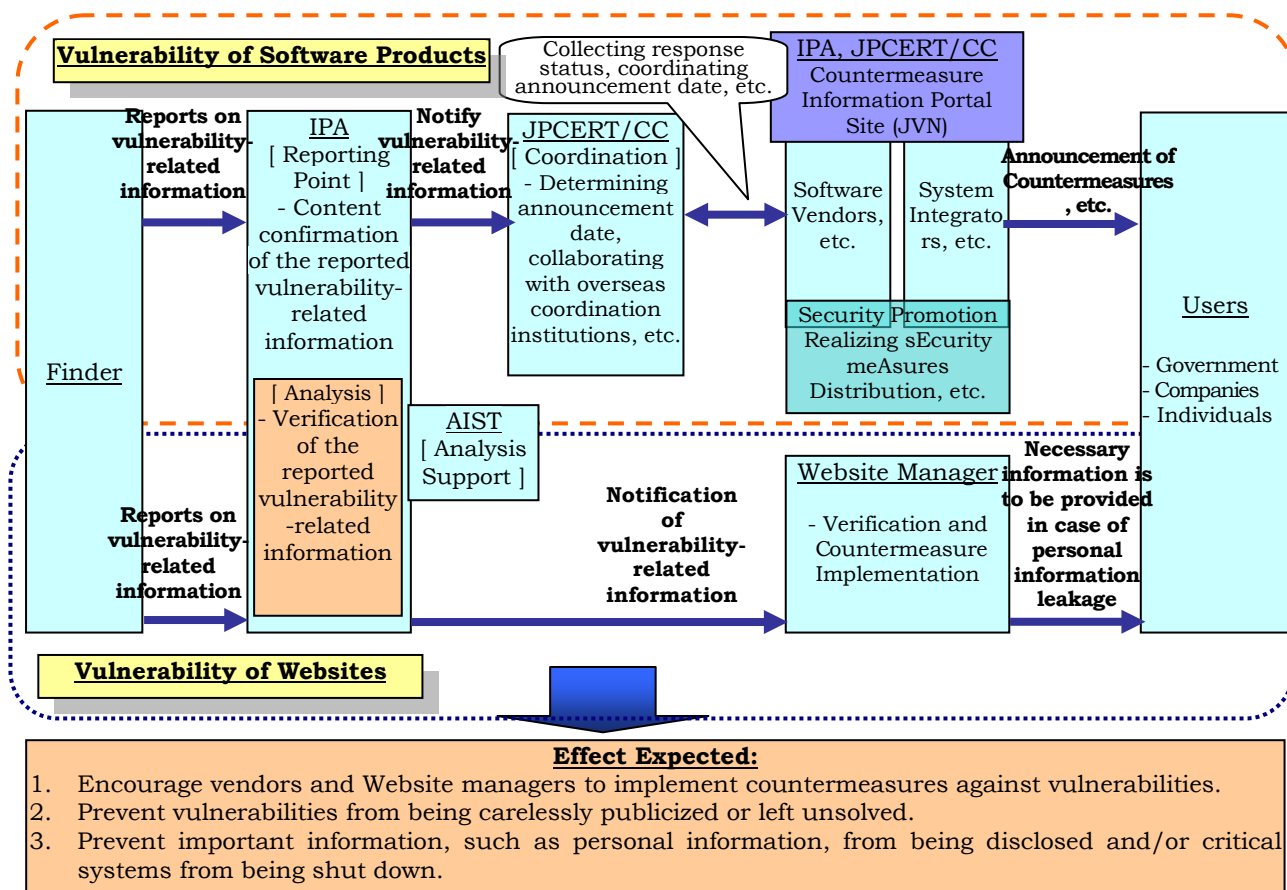 Vulnerability of Software Products
Collecting response
status, coordinating
announcement date, etc.
IPA, JPCERT/CC
Countermeasure
Information Portal
Site (JVN)
Finder
Reports on
vulnerability-
related
information
IPA
[ Reporting
Point ]
- Content
confirmation
of the reported
vulnerability-
related
information
Notify
vulnerability-
related
information
JPCERT/CC
[ Coordination ]
- Determining
announcement
date,
collaborating
with overseas
coordination
institutions, etc.
Software
Vendors,
etc.
System
Integrato
rs, etc.
Security Promotion
Realizing sEcurity
meAsures
Distribution, etc.
Announcement of
Countermeasures
, etc.
Users
- Government
- Companies
- Individuals
[ Analysis ]
- Verification
of the
reported
vulnerability
-related
information
AIST
[ Analysis
Support ]
Reports on
vulnerability-
related
information
Notification
of
vulnerability-
related
information
Website Manager
- Verification and
Countermeasure
Implementation
Necessary
information is
to be provided
in case of
personal
information
leakage
Vulnerability of Websites
Effect Expected:
1. Encourage vendors and Website managers to implement countermeasures against vulnerabilities.
2. Prevent vulnerabilities from being carelessly publicized or left unsolved.
3. Prevent important information, such as personal information, from being disclosed and/or critical
systems from being shut down.